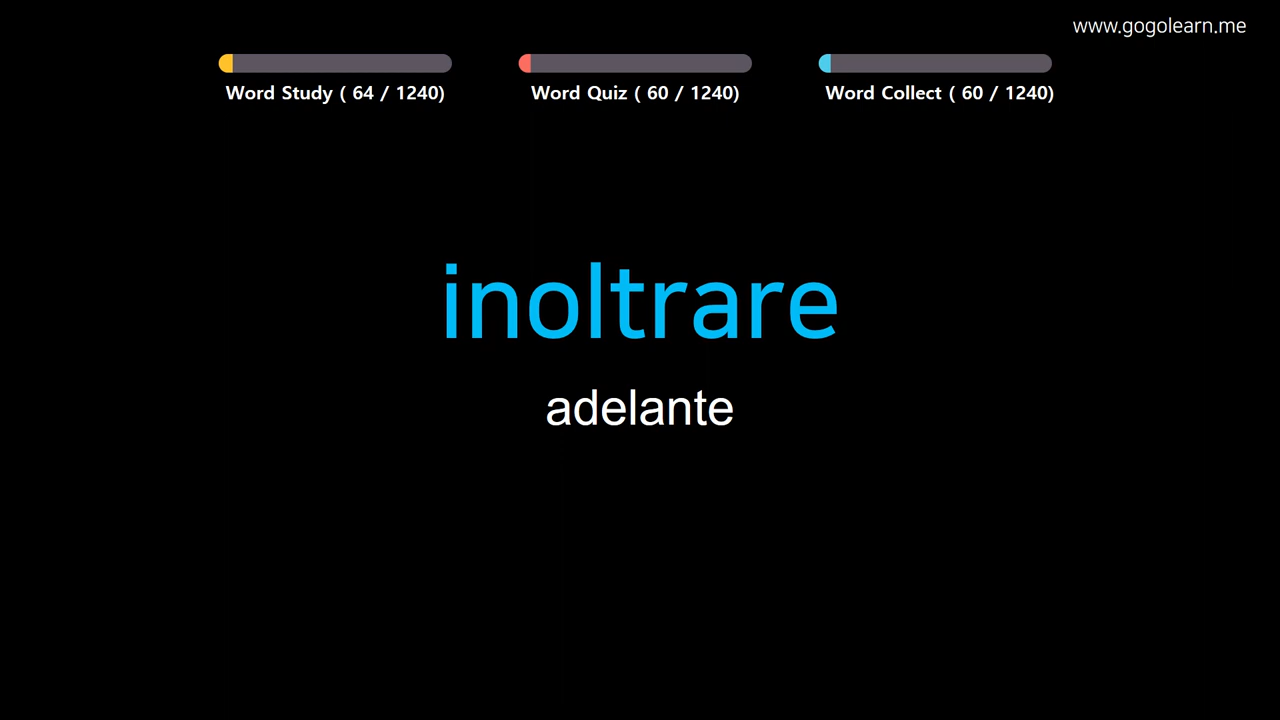 www.gogolearn.me
Word Study ( 64 / 1240)
Word Quiz ( 60 / 1240)
Word Collect ( 60 / 1240)
inoltrare
adelante